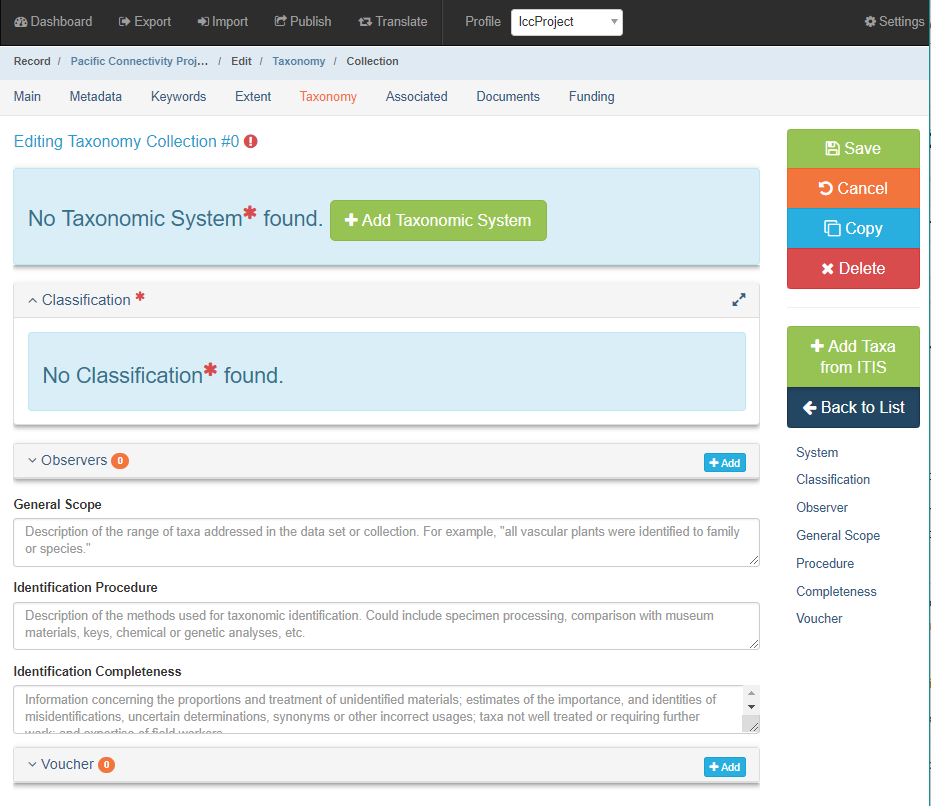 Dashboard Export Import Publish Translate Profile lccProject Settings
Record / Pacific Connectivity Proj... / Edit / Taxonomy / Collection
Main Metadata Keywords Extent Taxonomy Associated Documents Funding
Editing Taxonomy Collection #0
No Taxonomic System* found. Add Taxonomic System
Classification *
No Classification* found.
Observers 0 Add
General Scope
Description of the range of taxa addressed in the data set or collection. For example, "all vascular plants were identified to family
or species."
Identification Procedure
Description of the methods used for taxonomic identification. Could include specimen processing, comparison with museum
materials, keys, chemical or genetic analyses, etc.
Identification Completeness
Information concerning the proportions and treatment of unidentified materials; estimates of the importance, and identities of
misidentifications, uncertain determinations, synonyms or other incorrect usages; taxa not well treated or requiring further
work; and expertise of field workers
Voucher 0 Add
Save
Cancel
Copy
Delete
Add Taxa
from ITIS
Back to List
System
Classification
Observer
General Scope
Procedure
Completeness
Voucher